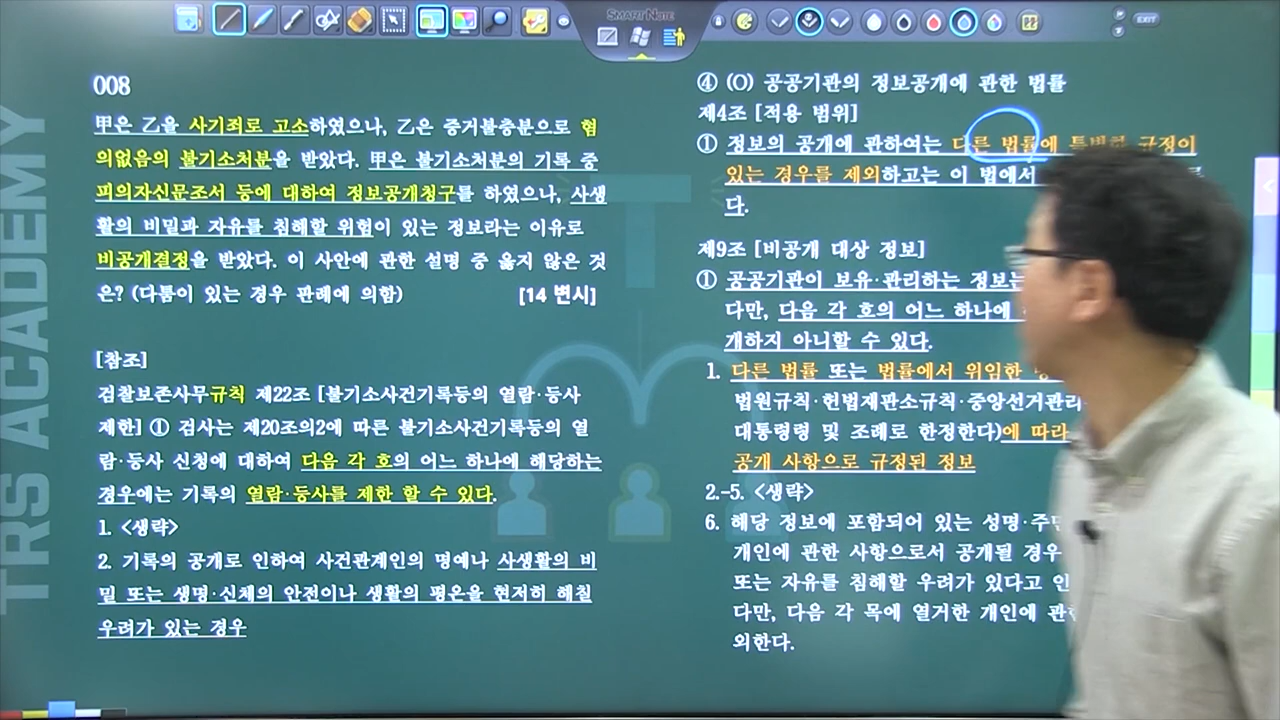 SMARTNOTE
EXIT
TRS ACADEMY
008
甲은 乙을 사기죄로 고소하였으나, 乙은 증거불충분으로 혐
의없음의 불기소처분을 받았다. 甲은 불기소처분의 기록 중
피의자신문조서 등에 대하여 정보공개청구를 하였으나, 사생
활의 비밀과 자유를 침해할 위험이 있는 정보라는 이유로
비공개결정을 받았다. 이 사안에 관한 설명 중 옳지 않은 것
은? (다툼이 있는 경우 판례에 의함) [14 변시]
[참조]
검찰보존사무규칙 제22조 [불기소사건기록등의 열람·등사
제한] ① 검사는 제20조의2에 따른 불기소사건기록등의 열
람·등사 신청에 대하여 다음 각 호의 어느 하나에 해당하는
경우에는 기록의 열람·등사를 제한 할 수 있다.
1. <생략>
2. 기록의 공개로 인하여 사건관계인의 명예나 사생활의 비
밀 또는 생명·신체의 안전이나 생활의 평온을 현저히 해칠
우려가 있는 경우
④ (O) 공공기관의 정보공개에 관한 법률
제4조 [적용 범위]
① 정보의 공개에 관하여는 다른 법률에 특별한 규정이
있는 경우를 제외하고는 이 법에서
다.
제9조 [비공개 대상 정보]
① 공공기관이 보유·관리하는 정보는
다만, 다음 각 호의 어느 하나에
개하지 아니할 수 있다.
1. 다른 법률 또는 법률에서 위임한
법원규칙·헌법재판소규칙·중앙선거관리
대통령령 및 조례로 한정한다)에 따라
공개 사항으로 규정된 정보
2.-5. <생략>
6. 해당 정보에 포함되어 있는 성명·주민
개인에 관한 사항으로서 공개될 경우
또는 자유를 침해할 우려가 있다고 인
다만, 다음 각 목에 열거한 개인에 관한
의한다.